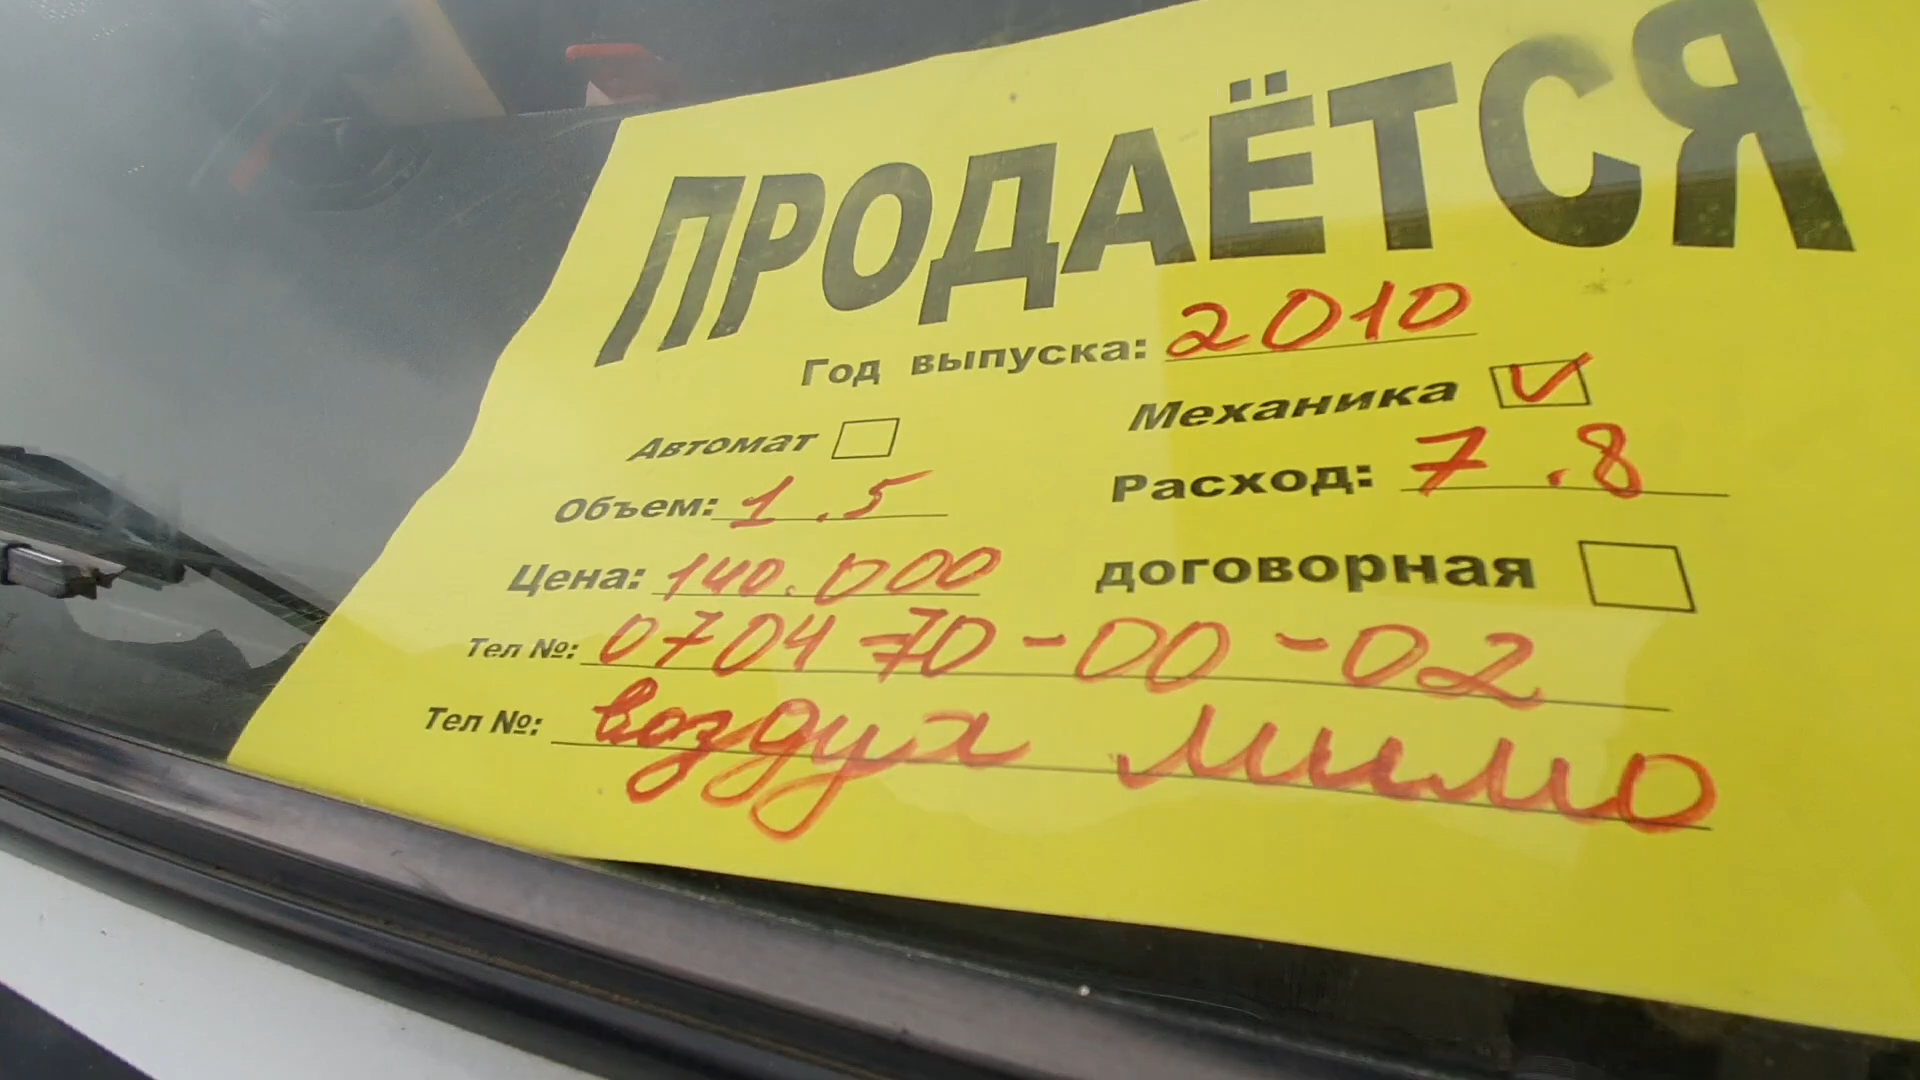 ПРОДАЁТСЯ
Год выпуска: 2010
Автомат Механика ✓
Объем: 1.5 Расход: 7.8
Цена: 140.000 договорная
Тел №: 0704-70-00-02
Тел №: воздух мимо